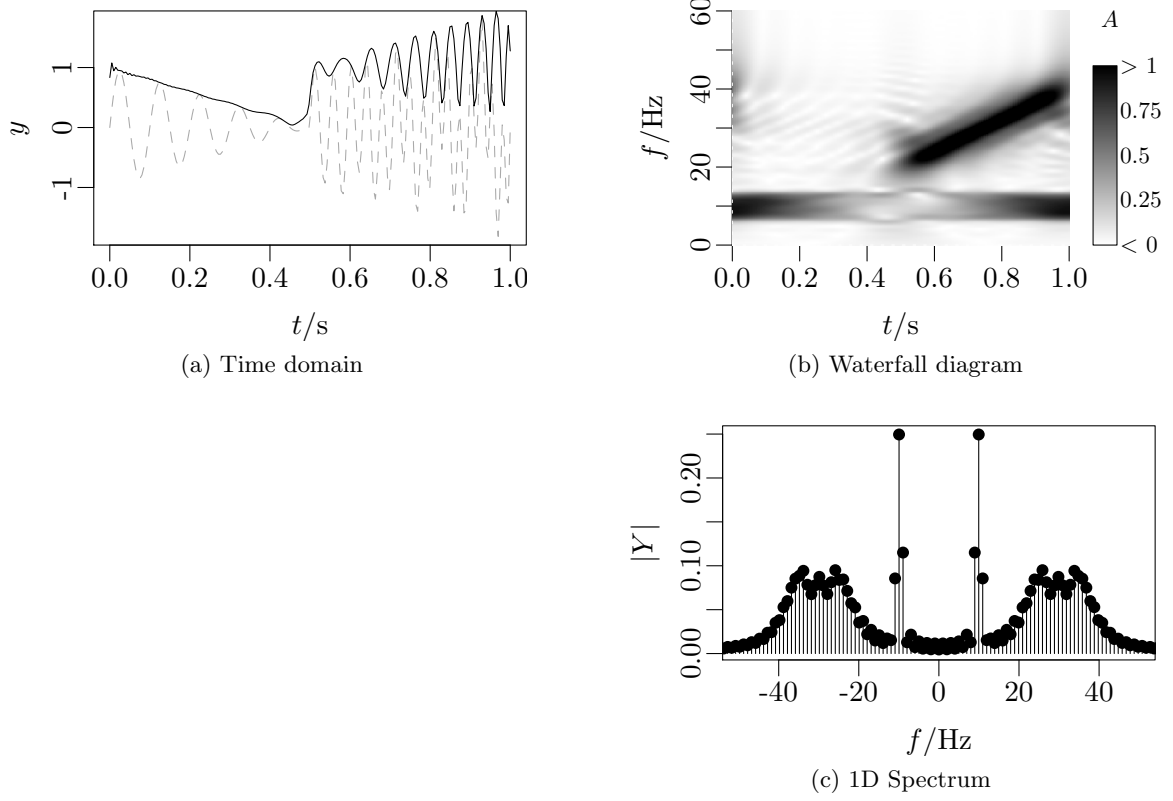 1
0
-1
y
0.0 0.2 0.4 0.6 0.8 1.0
t/s
(a) Time domain
60
40
20
0
f/Hz
0.0 0.2 0.4 0.6 0.8 1.0
t/s
A
> 1
0.75
0.5
0.25
< 0
(b) Waterfall diagram
0.20
0.10
0.00
|Y|
-40 -20 0 20 40
f/Hz
(c) 1D Spectrum